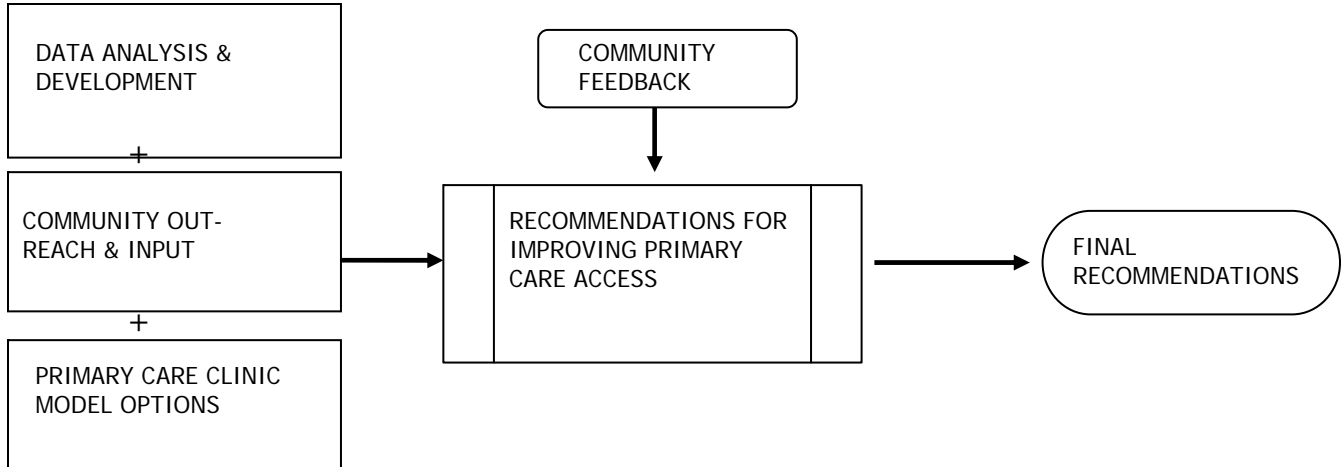 DATA ANALYSIS &
DEVELOPMENT
+
COMMUNITY OUT-
REACH & INPUT
+
PRIMARY CARE CLINIC
MODEL OPTIONS
COMMUNITY
FEEDBACK
RECOMMENDATIONS FOR
IMPROVING PRIMARY
CARE ACCESS
FINAL
RECOMMENDATIONS